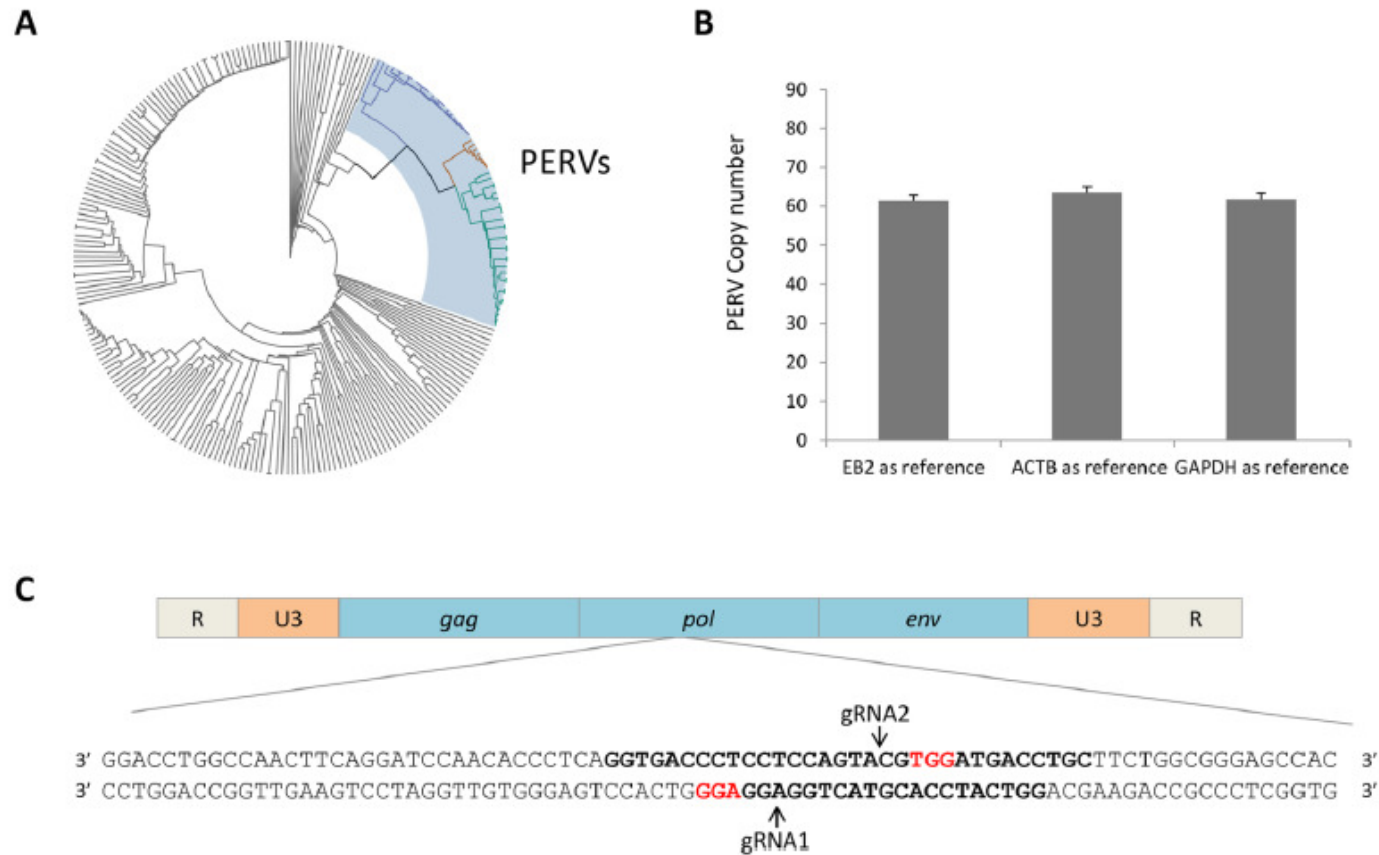 A
PERVs
B
PERV Copy number
90
80
70
60
50
40
30
20
10
0
EB2 as reference
ACTB as reference
GAPDH as reference
C
R U3 gag pol env U3 R
gRNA2
3′ GGACCTGGCCAACTTCAGGATCCAACACCCTCAGGTGACCCTCCTCCAGTACGTGGATGACCTGCTTCTGGCGGGAGCCAC 3′
CCTGGACCGGTTGAAGTCCTAGGTTGTGGGAGTCCACTGGGAGGAGGTCATGCACCTACTGGACGAAGACCGCCCTCGGTG 3′
gRNA1